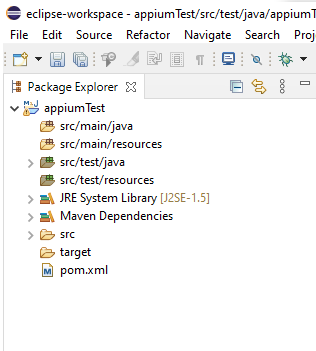 eclipse-workspace - appiumTest/src/test/java/appiumT
File Edit Source Refactor Navigate Search Proj
Package Explorer
appiumTest
src/main/java
src/main/resources
src/test/java
src/test/resources
JRE System Library [J2SE-1.5]
Maven Dependencies
src
target
pom.xml